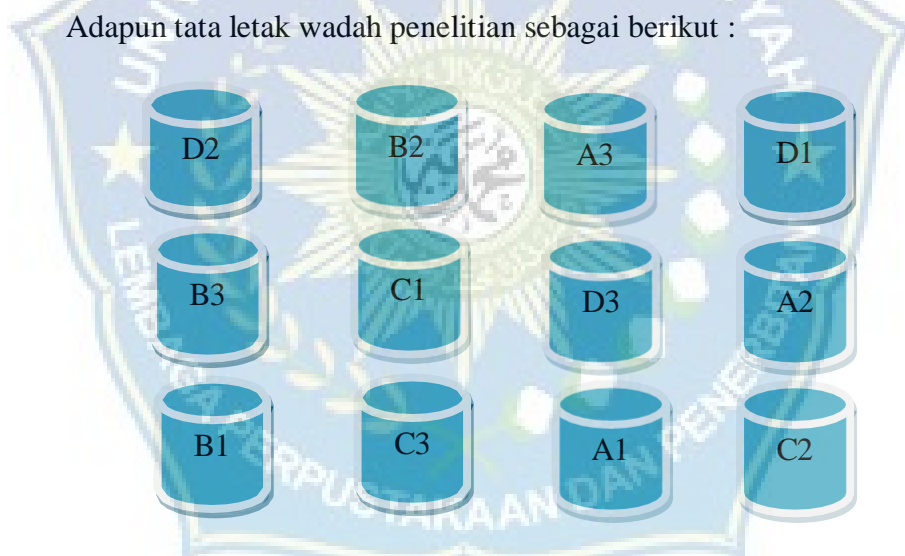 Adapun tata letak wadah penelitian sebagai berikut :
D2 B2 A3 D1
B3 C1 D3 A2
B1 C3 A1 C2